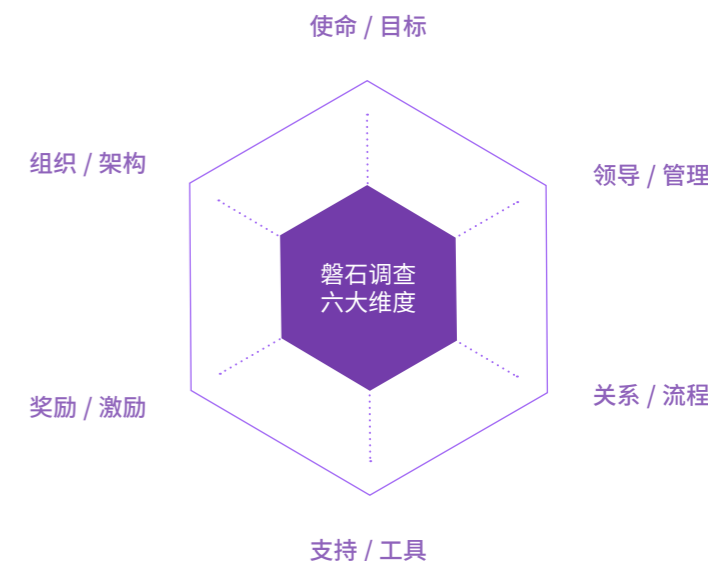 使命 / 目标
组织 / 架构
领导 / 管理
磐石调查
六大维度
奖励 / 激励
关系 / 流程
支持 / 工具